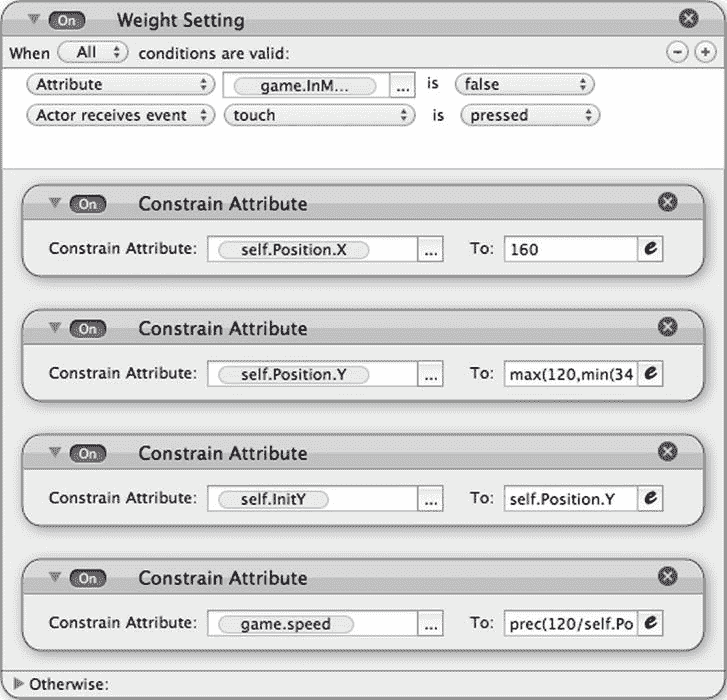 On Weight Setting
When All conditions are valid:
Attribute game.InM... ... is false
Actor receives event touch is pressed
On Constrain Attribute
Constrain Attribute: self.Position.X ... To: 160 e
On Constrain Attribute
Constrain Attribute: self.Position.Y ... To: max(120,min(34 e
On Constrain Attribute
Constrain Attribute: self.InitY ... To: self.Position.Y e
On Constrain Attribute
Constrain Attribute: game.speed ... To: prec(120/self.Po e
Otherwise: